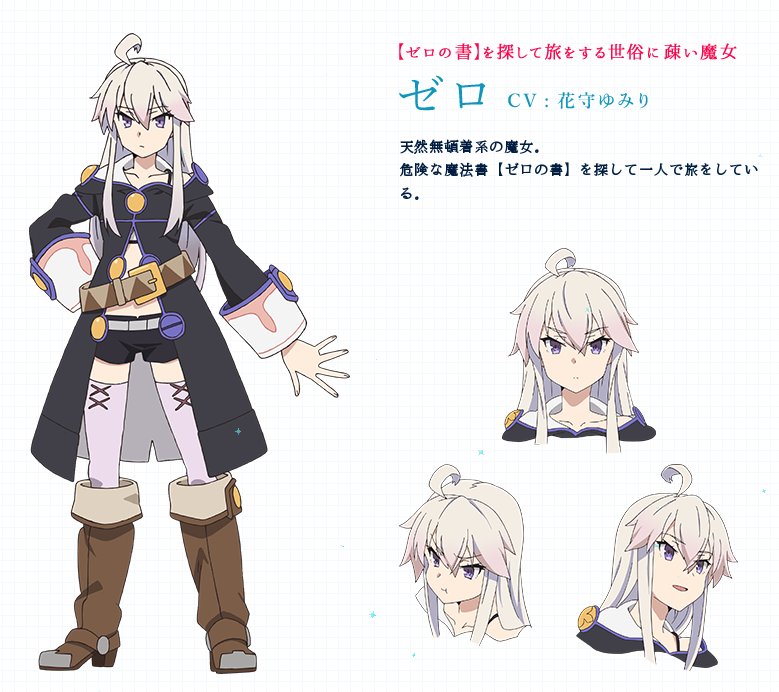 【ゼロの書】を探して旅をする世俗に疎い魔女
ゼロ CV:花守ゆみり
天然無頓着系の魔女。
危険な魔法書【ゼロの書】を探して一人で旅をしてい
る。